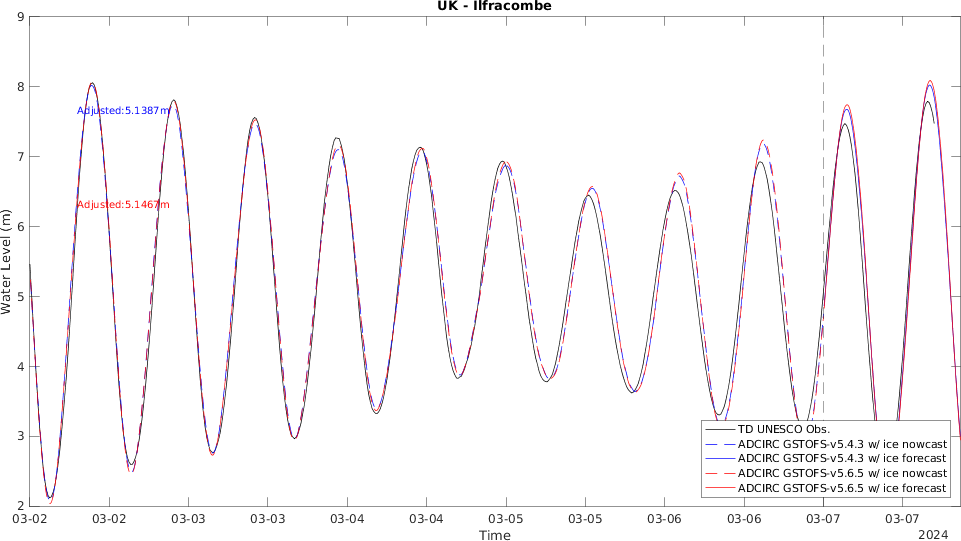 UK - Ilfracombe
9
8
7
6
5
4
3
2
Water Level (m)
Adjusted:5.1387m
Adjusted:5.1467m
TD UNESCO Obs.
ADCIRC GSTOFS-v5.4.3 w/ ice nowcast
ADCIRC GSTOFS-v5.4.3 w/ ice forecast
ADCIRC GSTOFS-v5.6.5 w/ ice nowcast
ADCIRC GSTOFS-v5.6.5 w/ ice forecast
03-02 03-02 03-03 03-03 03-04 03-04 03-05 03-05 03-06 03-06 03-07 03-07
Time
2024